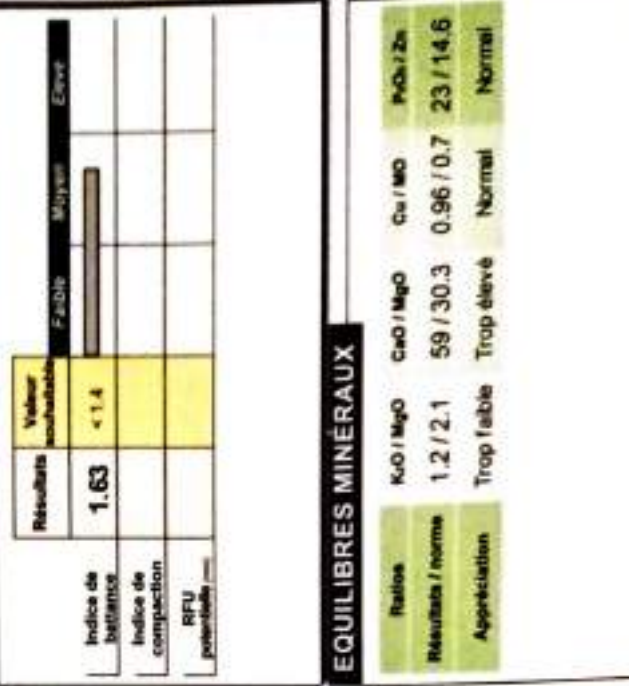 Résultats Valeur souhaitable Faible Moyen Elevé
Indice de battance 1.63 < 1.4
Indice de compaction
RFU potentielle
EQUILIBRES MINÉRAUX
Ratios K₂O / MgO CaO / MgO Cu / MO P₂O₅ / Zn
Résultats / norme 1.2 / 2.1 59 / 30.3 0.96 / 0.7 23 / 14.6
Appréciation Trop faible Trop élevé Normal Normal